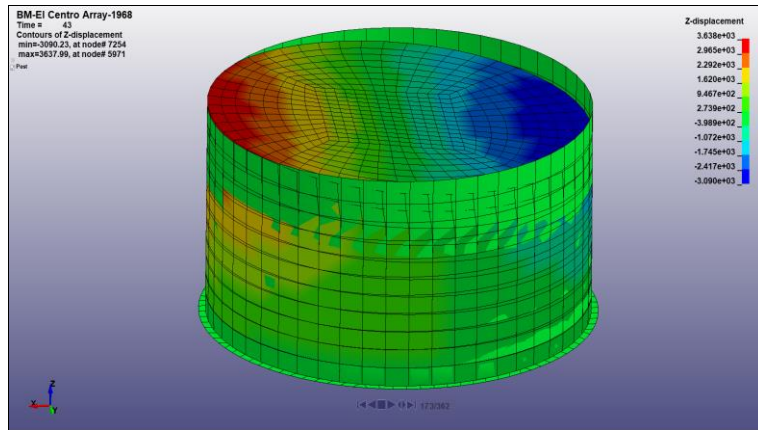 BM-El Centro Array-1968
Time = 43
Contours of Z-displacement
min=-3090.23, at node# 7254
max=3637.99, at node# 5971
Post
Z-displacement
3.638e+03
2.965e+03
2.292e+03
1.620e+03
9.467e+02
2.739e+02
-3.989e+02
-1.072e+03
-1.745e+03
-2.417e+03
-3.090e+03
Z
X
Y
173/362